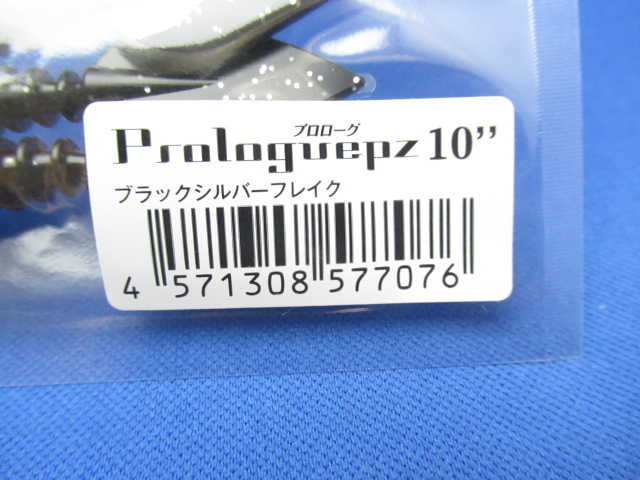 プロローグ
Prologuepz 10”
ブラックシルバーフレイク
4 571308 577076